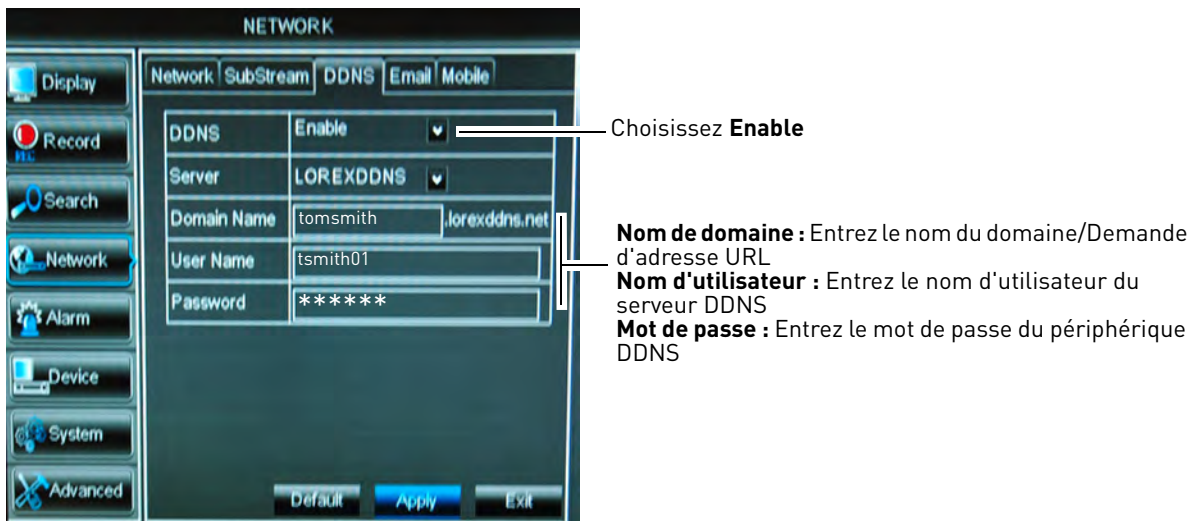 NETWORK
Display
Record
REC
Search
Network
Alarm
Device
System
Advanced
Network SubStream DDNS Email Mobile
DDNS Enable
Server LOREXDDNS
Domain Name tomsmith .lorexddns.net
User Name tsmith01
Password ******
Default Apply Exit
Choisissez Enable
Nom de domaine : Entrez le nom du domaine/Demande
d'adresse URL
Nom d'utilisateur : Entrez le nom d'utilisateur du
serveur DDNS
Mot de passe : Entrez le mot de passe du périphérique
DDNS